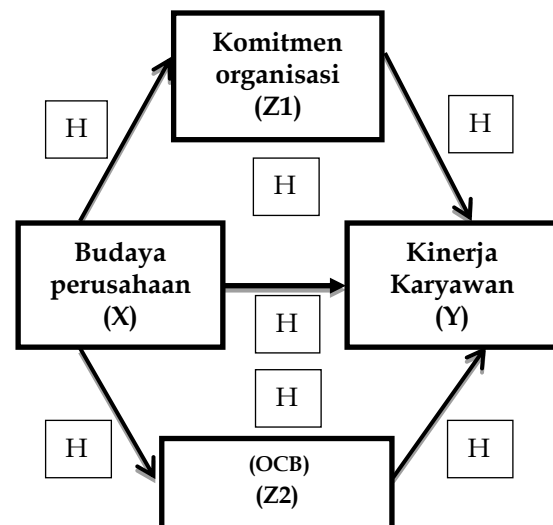 Komitmen
organisasi
(Z1)
H
H
H
Budaya
perusahaan
(X)
Kinerja
Karyawan
(Y)
H
H
H
H
(OCB)
(Z2)